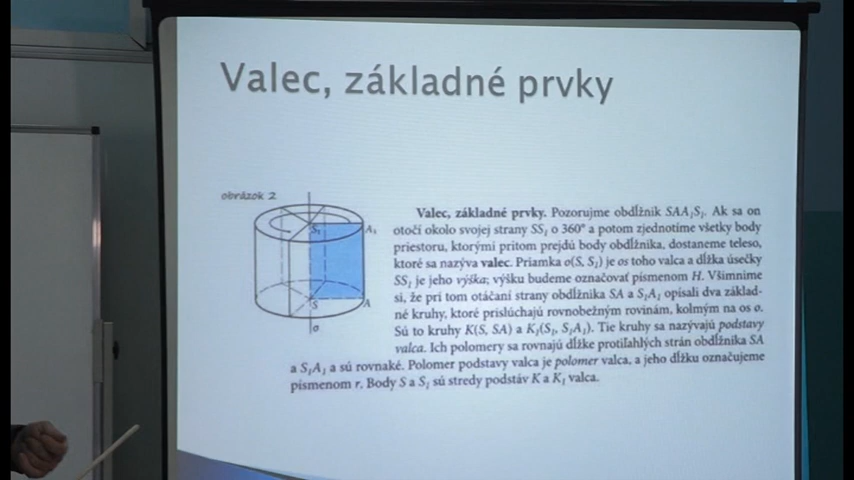 Valec, základné prvky
obrázok 2
Valec, základné prvky. Pozorujme obdĺžnik SAA₁S₁. Ak sa on
otočí okolo svojej strany SS₁ o 360° a potom zjednotíme všetky body
priestoru, ktorými pritom prejdú body obdĺžnika, dostaneme teleso,
ktoré sa nazýva valec. Priamka o(S, S₁) je os toho valca a dĺžka úsečky
SS₁ je jeho výška; výšku budeme označovať písmenom H. Všimnime
si, že pri tom otáčaní strany obdĺžnika SA a S₁A₁ opísali dva základ-
né kruhy, ktoré prislúchajú rovnobežným rovinám, kolmým na os o.
Sú to kruhy K(S, SA) a K₁(S₁, S₁A₁). Tie kruhy sa nazývajú podstavy
valca. Ich polomery sa rovnajú dĺžke protiľahlých strán obdĺžnika SA
a S₁A₁ a sú rovnaké. Polomer podstavy valca je polomer valca, a jeho dĺžku označujeme
písmenom r. Body S a S₁ sú stredy podstáv K a K₁ valca.
S₁
A₁
S
A
o